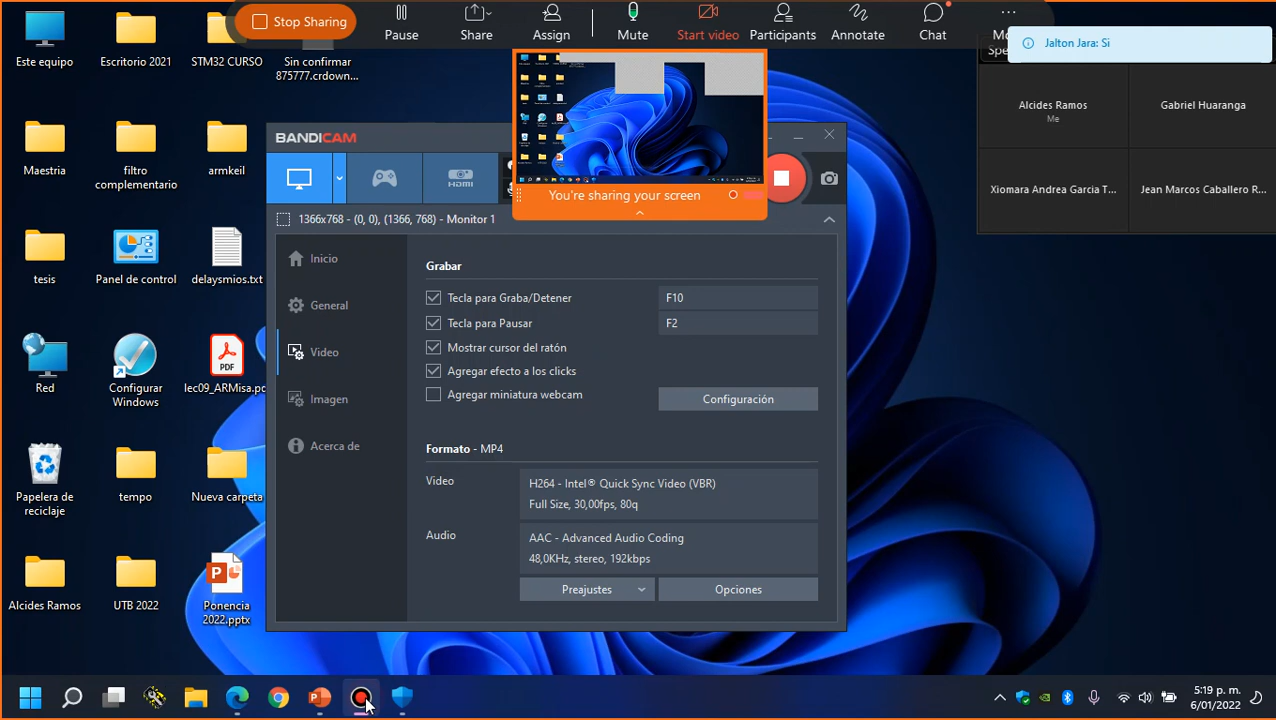 Stop Sharing
Pause
Share
Assign
Mute
Start video
Participants
Annotate
Chat
Jalton Jara: Si
Alcides Ramos
Me
Gabriel Huaranga
Xiomara Andrea Garcia T...
Jean Marcos Caballero R...
Este equipo
Escritorio 2021
STM32 CURSO
Sin confirmar
875777.crdown...
Maestria
filtro
complementario
armkeil
tesis
Panel de control
delaysmios.txt
Red
Configurar
Windows
PDF
lec09_ARMisa.pc
Papelera de
reciclaje
tempo
Nueva carpeta
Alcides Ramos
UTB 2022
Ponencia
2022.pptx
BANDICAM
HDMI
You're sharing your screen
1366x768 - (0, 0), (1366, 768) - Monitor 1
Inicio
General
Video
Imagen
Acerca de
Grabar
Tecla para Graba/Detener
F10
Tecla para Pausar
F2
Mostrar cursor del ratón
Agregar efecto a los clicks
Agregar miniatura webcam
Configuración
Formato - MP4
Video
H264 - Intel® Quick Sync Video (VBR)
Full Size, 30,00fps, 80q
Audio
AAC - Advanced Audio Coding
48,0KHz, stereo, 192kbps
Preajustes
Opciones
5:19 p. m.
6/01/2022